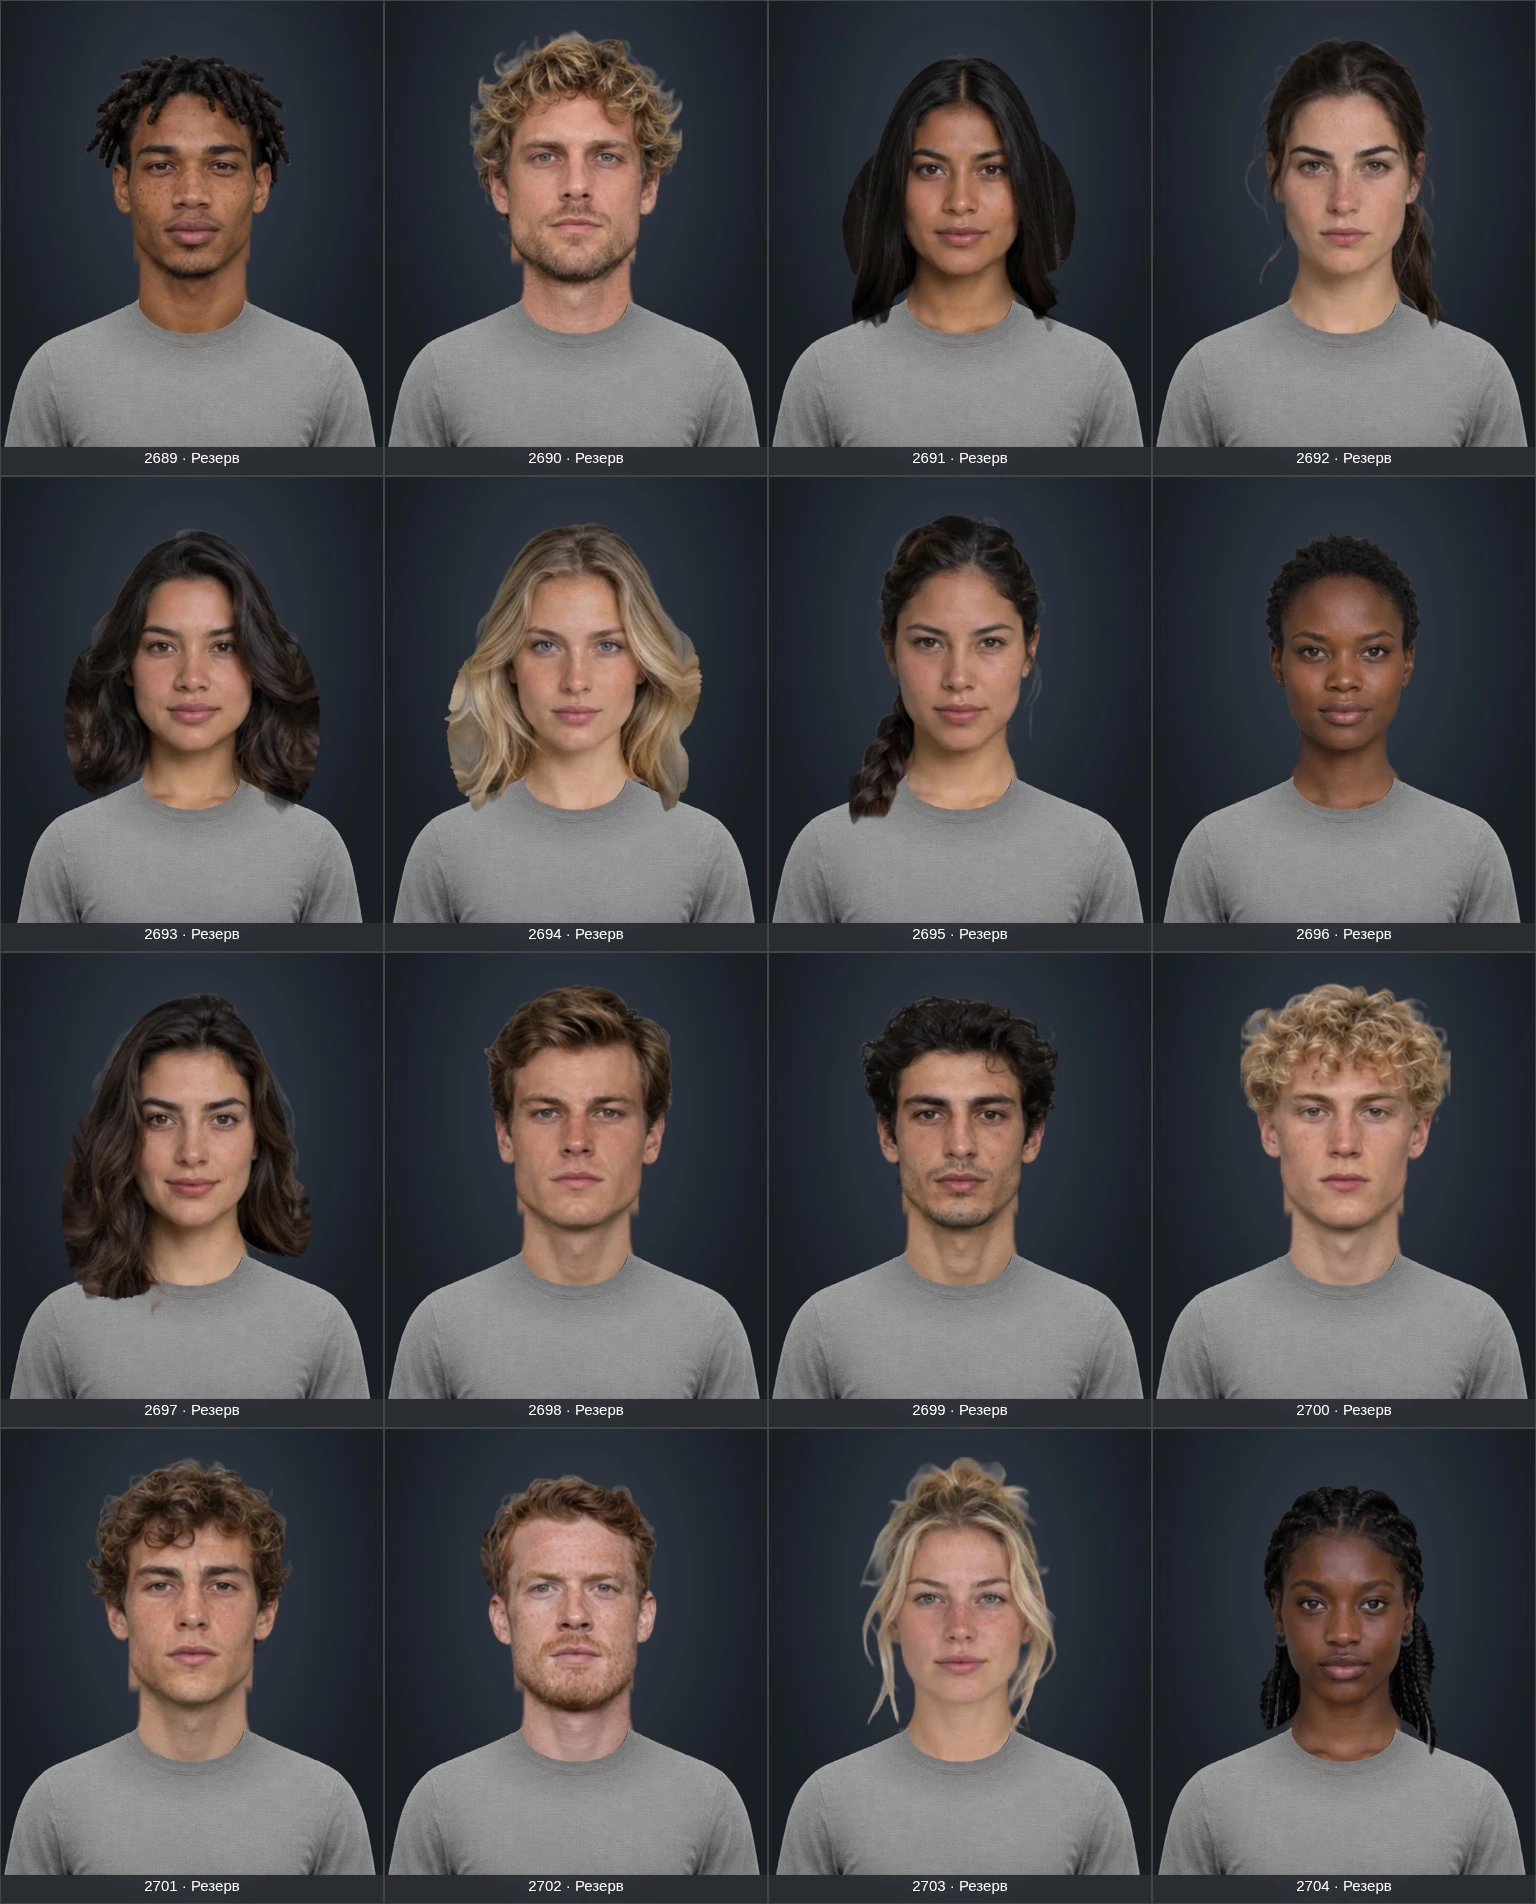 2689 · Резерв
2690 · Резерв
2691 · Резерв
2692 · Резерв
2693 · Резерв
2694 · Резерв
2695 · Резерв
2696 · Резерв
2697 · Резерв
2698 · Резерв
2699 · Резерв
2700 · Резерв
2701 · Резерв
2702 · Резерв
2703 · Резерв
2704 · Резерв